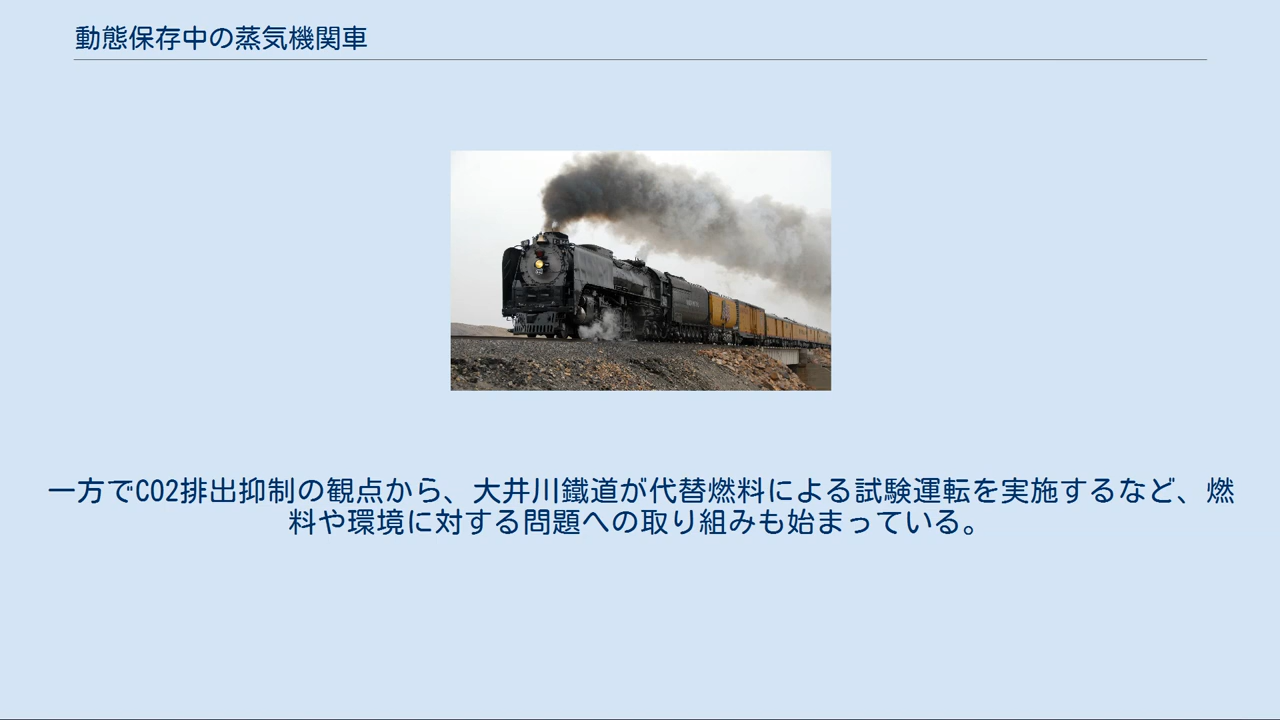 動態保存中の蒸気機関車
一方でCO2排出抑制の観点から、大井川鐵道が代替燃料による試験運転を実施するなど、燃
料や環境に対する問題への取り組みも始まっている。